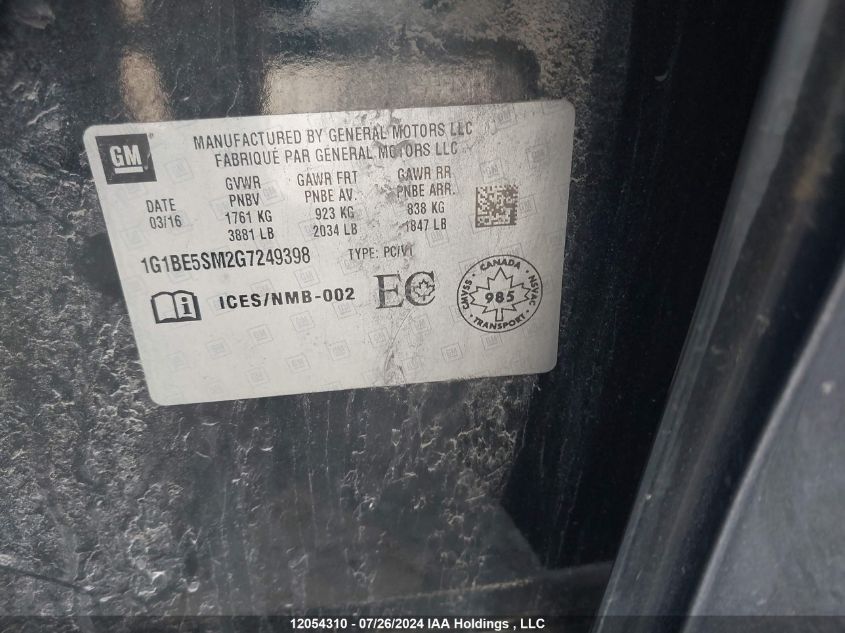 GM
MANUFACTURED BY GENERAL MOTORS LLC
FABRIQUÉ PAR GÉNÉRAL MOTORS LLC
DATE
03/16
GVWR
PNBV
1761 KG
3881 LB
GAWR FRT
PNBE AV.
923 KG
2034 LB
GAWR RR
PNBE ARR.
838 KG
1847 LB
1G1BE5SM2G7249398 TYPE: PC/VT
ICES/NMB-002 EC
CANADA
CMVSS 985 NSVAC
TRANSPORT
12054310 - 07/26/2024 IAA Holdings , LLC